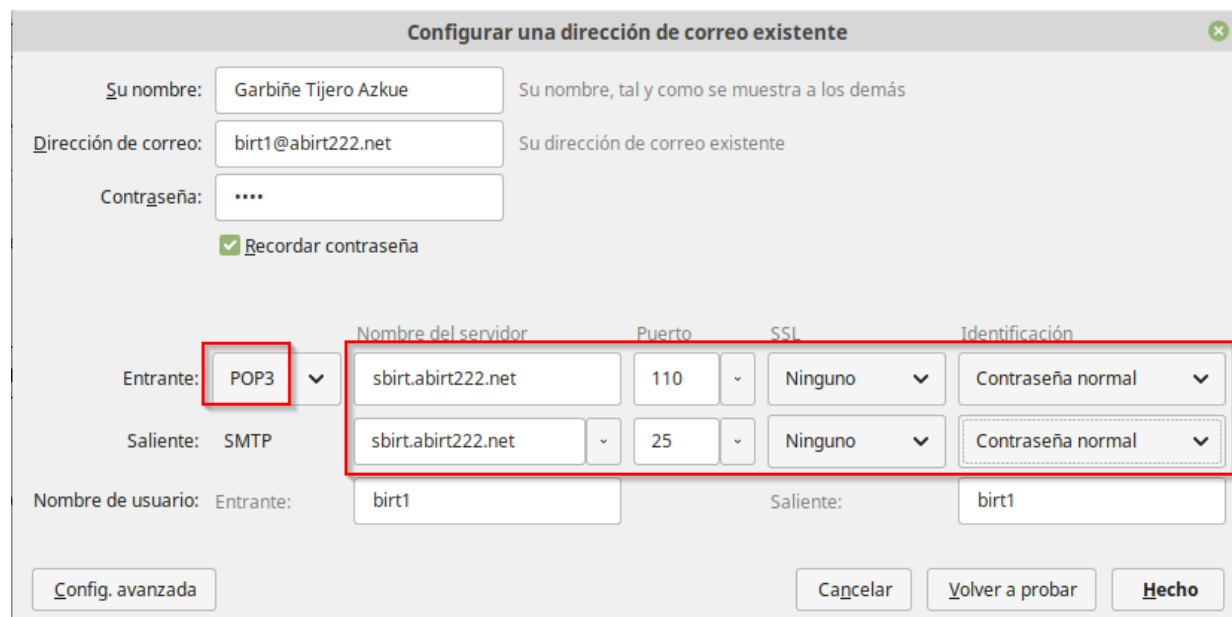 Configurar una dirección de correo existente
Su nombre: Garbiñe Tijero Azkue Su nombre, tal y como se muestra a los demás
Dirección de correo: birt1@abirt222.net Su dirección de correo existente
Contraseña: ••••
Recordar contraseña
Nombre del servidor Puerto SSL Identificación
Entrante: POP3 sbirt.abirt222.net 110 Ninguno Contraseña normal
Saliente: SMTP sbirt.abirt222.net 25 Ninguno Contraseña normal
Nombre de usuario: Entrante: birt1 Saliente: birt1
Config. avanzada Cancelar Volver a probar Hecho